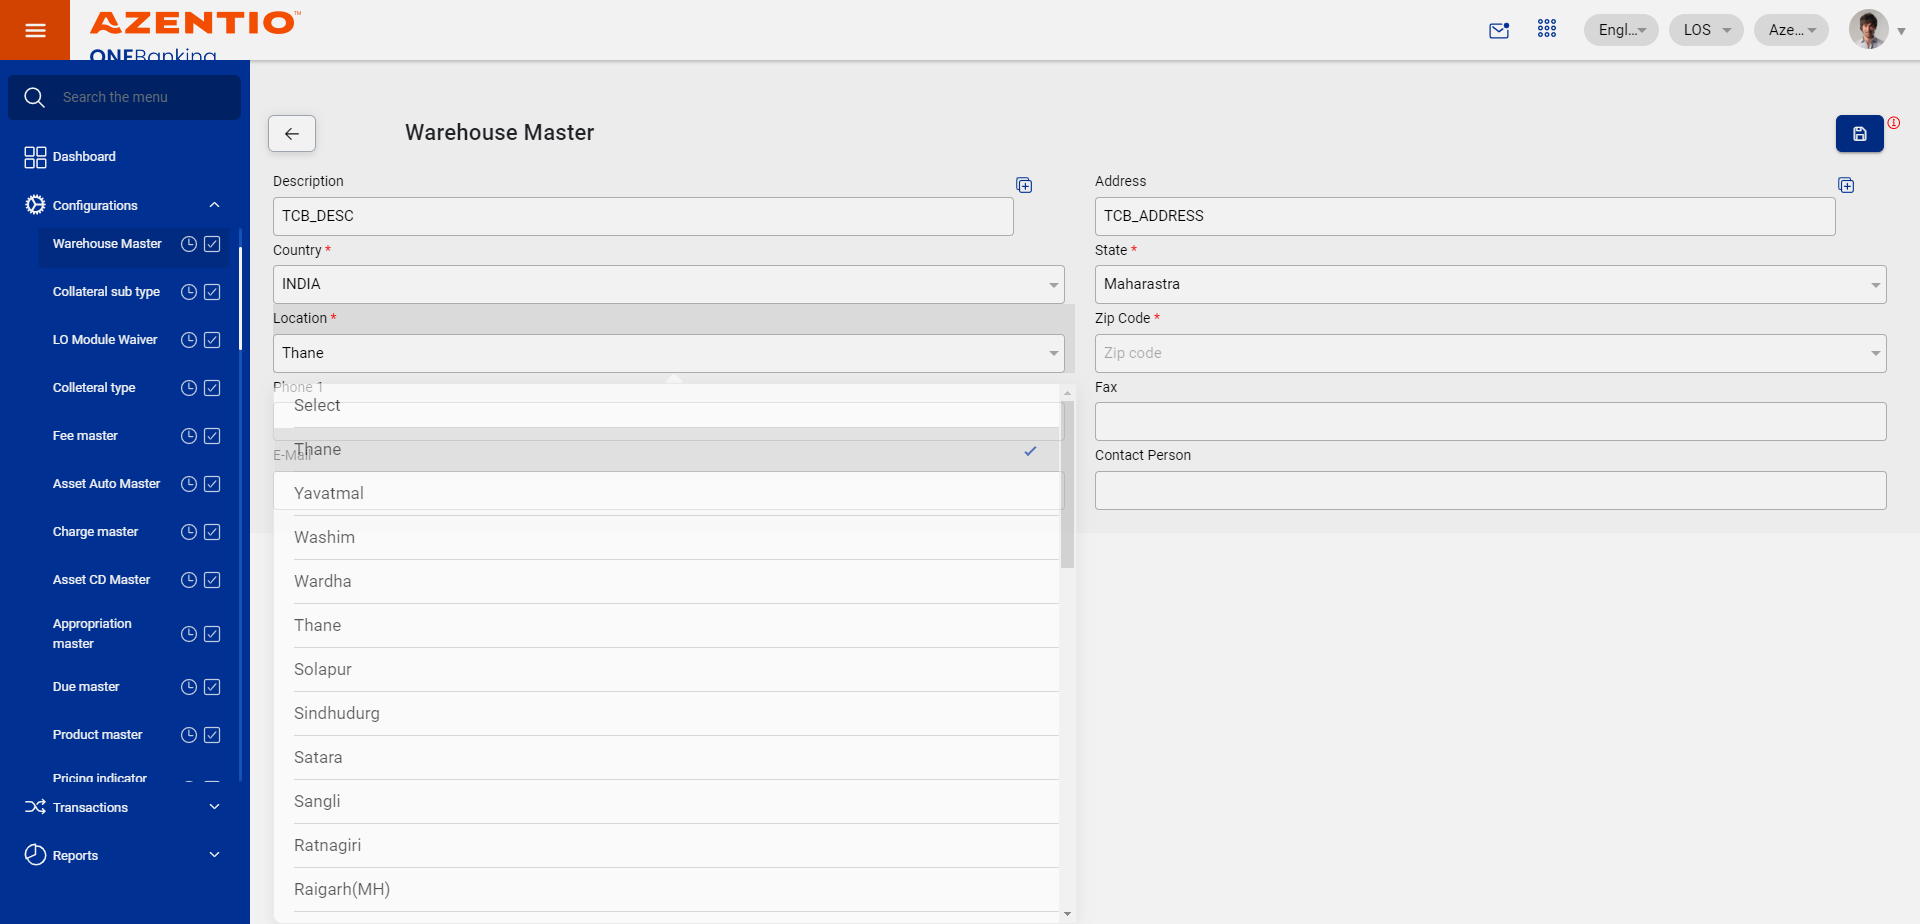 AZENTIO™
ONEBanking
Engl...
LOS
Aze...
Search the menu
Dashboard
Configurations
Warehouse Master
Collateral sub type
LO Module Waiver
Colleteral type
Fee master
Asset Auto Master
Charge master
Asset CD Master
Appropriation
master
Due master
Product master
Pricing indicator
Transactions
Reports
Warehouse Master
Description
TCB_DESC
Address
TCB_ADDRESS
Country *
INDIA
State *
Maharastra
Location *
Thane
Zip Code *
Zip code
Phone 1
Fax
E-Mail
Contact Person
Select
Thane
Yavatmal
Washim
Wardha
Thane
Solapur
Sindhudurg
Satara
Sangli
Ratnagiri
Raigarh(MH)